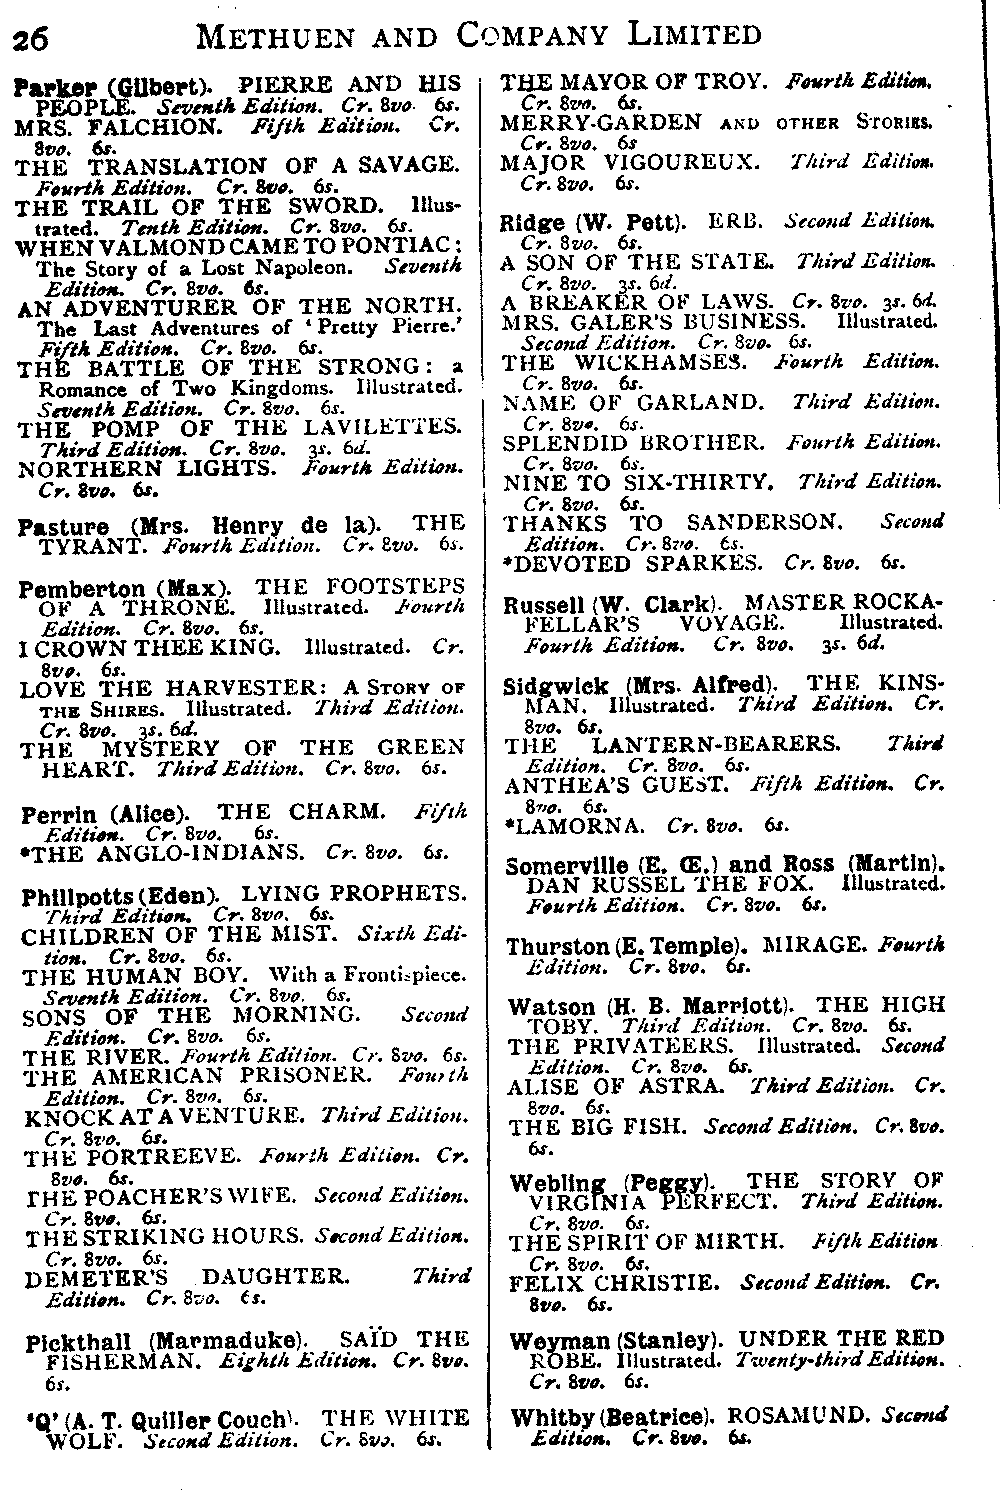 26 METHUEN AND COMPANY LIMITED
Parker (Gilbert). PIERRE AND HIS
PEOPLE. Seventh Edition. Cr. 8vo. 6s.
MRS. FALCHION. Fifth Edition. Cr.
8vo. 6s.
THE TRANSLATION OF A SAVAGE.
Fourth Edition. Cr. 8vo. 6s.
THE TRAIL OF THE SWORD. Illus-
trated. Tenth Edition. Cr. 8vo. 6s.
WHEN VALMOND CAME TO PONTIAC:
The Story of a Lost Napoleon. Seventh
Edition. Cr. 8vo. 6s.
AN ADVENTURER OF THE NORTH.
The Last Adventures of ‘Pretty Pierre.’
Fifth Edition. Cr. 8vo. 6s.
THE BATTLE OF THE STRONG: a
Romance of Two Kingdoms. Illustrated.
Seventh Edition. Cr. 8vo. 6s.
THE POMP OF THE LAVILETTES.
Third Edition. Cr. 8vo. 3s. 6d.
NORTHERN LIGHTS. Fourth Edition.
Cr. 8vo. 6s.
Pasture (Mrs. Henry de la). THE
TYRANT. Fourth Edition. Cr. 8vo. 6s.
Pemberton (Max). THE FOOTSTEPS
OF A THRONE. Illustrated. Fourth
Edition. Cr. 8vo. 6s.
I CROWN THEE KING. Illustrated. Cr.
8vo. 6s.
LOVE THE HARVESTER: A STORY OF
THE SHIRES. Illustrated. Third Edition.
Cr. 8vo. 3s. 6d.
THE MYSTERY OF THE GREEN
HEART. Third Edition. Cr. 8vo. 6s.
Perrin (Alice). THE CHARM. Fifth
Edition. Cr. 8vo. 6s.
*THE ANGLO-INDIANS. Cr. 8vo. 6s.
Phillpotts (Eden). LYING PROPHETS.
Third Edition. Cr. 8vo. 6s.
CHILDREN OF THE MIST. Sixth Edi-
tion. Cr. 8vo. 6s.
THE HUMAN BOY. With a Frontispiece.
Seventh Edition. Cr. 8vo. 6s.
SONS OF THE MORNING. Second
Edition. Cr. 8vo. 6s.
THE RIVER. Fourth Edition. Cr. 8vo. 6s.
THE AMERICAN PRISONER. Fourth
Edition. Cr. 8vo. 6s.
KNOCK AT A VENTURE. Third Edition.
Cr. 8vo. 6s.
THE PORTREEVE. Fourth Edition. Cr.
8vo. 6s.
THE POACHER'S WIFE. Second Edition.
Cr. 8vo. 6s.
THE STRIKING HOURS. Second Edition.
Cr. 8vo. 6s.
DEMETER'S DAUGHTER. Third
Edition. Cr. 8vo. 6s.
Pickthall (Marmaduke). SAÏD THE
FISHERMAN. Eighth Edition. Cr. 8vo.
6s.
‘Q’ (A. T. Quiller Couch). THE WHITE
WOLF. Second Edition. Cr. 8vo. 6s.
THE MAYOR OF TROY. Fourth Edition.
Cr. 8vo. 6s.
MERRY-GARDEN AND OTHER STORIES.
Cr. 8vo. 6s
MAJOR VIGOUREUX. Third Edition.
Cr. 8vo. 6s.
Ridge (W. Pett). ERB. Second Edition.
Cr. 8vo. 6s.
A SON OF THE STATE. Third Edition.
Cr. 8vo. 3s. 6d.
A BREAKER OF LAWS. Cr. 8vo. 3s. 6d.
MRS. GALER'S BUSINESS. Illustrated.
Second Edition. Cr. 8vo. 6s.
THE WICKHAMSES. Fourth Edition.
Cr. 8vo. 6s.
NAME OF GARLAND. Third Edition.
Cr. 8vo. 6s.
SPLENDID BROTHER. Fourth Edition.
Cr. 8vo. 6s.
NINE TO SIX-THIRTY. Third Edition.
Cr. 8vo. 6s.
THANKS TO SANDERSON. Second
Edition. Cr. 8vo. 6s.
*DEVOTED SPARKES. Cr. 8vo. 6s.
Russell (W. Clark). MASTER ROCKA-
FELLAR'S VOYAGE. Illustrated.
Fourth Edition. Cr. 8vo. 3s. 6d.
Sidgwick (Mrs. Alfred). THE KINS-
MAN. Illustrated. Third Edition. Cr.
8vo. 6s.
THE LANTERN-BEARERS. Third
Edition. Cr. 8vo. 6s.
ANTHEA'S GUEST. Fifth Edition. Cr.
8vo. 6s.
*LAMORNA. Cr. 8vo. 6s.
Somerville (E. Œ.) and Ross (Martin).
DAN RUSSEL THE FOX. Illustrated.
Fourth Edition. Cr. 8vo. 6s.
Thurston (E. Temple). MIRAGE. Fourth
Edition. Cr. 8vo. 6s.
Watson (H. B. Marriott). THE HIGH
TOBY. Third Edition. Cr. 8vo. 6s.
THE PRIVATEERS. Illustrated. Second
Edition. Cr. 8vo. 6s.
ALISE OF ASTRA. Third Edition. Cr.
8vo. 6s.
THE BIG FISH. Second Edition. Cr. 8vo.
6s.
Webling (Peggy). THE STORY OF
VIRGINIA PERFECT. Third Edition.
Cr. 8vo. 6s.
THE SPIRIT OF MIRTH. Fifth Edition
Cr. 8vo. 6s.
FELIX CHRISTIE. Second Edition. Cr.
8vo. 6s.
Weyman (Stanley). UNDER THE RED
ROBE. Illustrated. Twenty-third Edition.
Cr. 8vo. 6s.
Whitby (Beatrice). ROSAMUND. Second
Edition. Cr. 8vo. 6s.